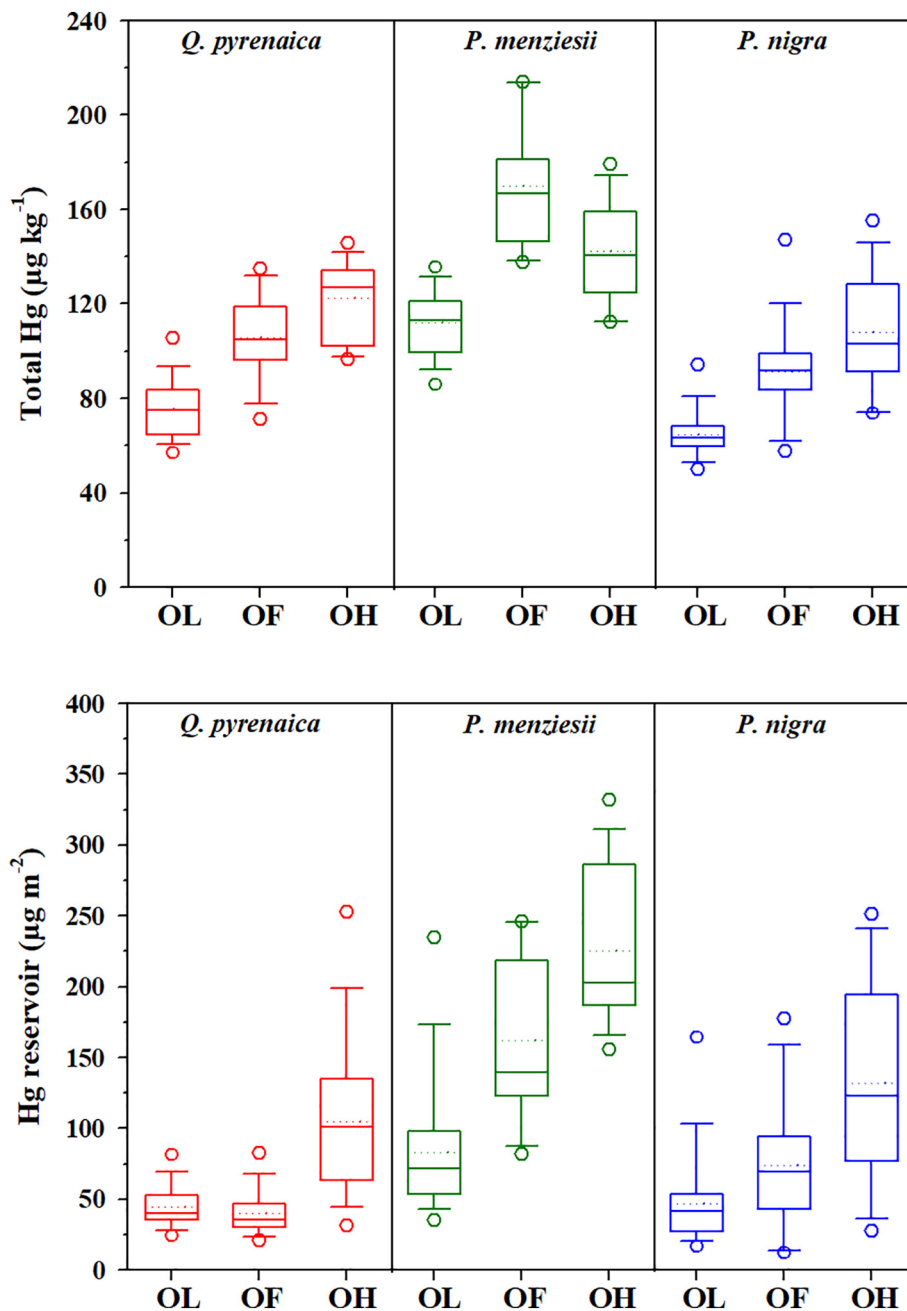 240
200
160
120
80
40
0
Total Hg (µg kg⁻¹)
Q. pyrenaica
P. menziesii
P. nigra
OL OF OH OL OF OH OL OF OH
400
350
300
250
200
150
100
50
0
Hg reservoir (µg m⁻²)
Q. pyrenaica
P. menziesii
P. nigra
OL OF OH OL OF OH OL OF OH